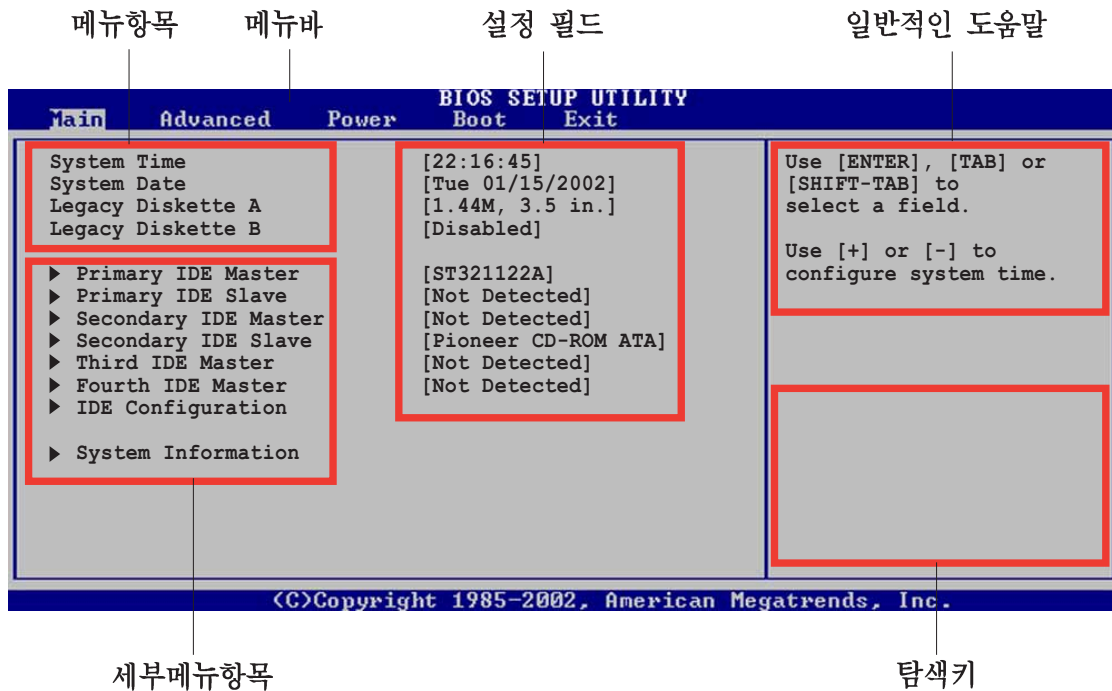 메뉴항목 메뉴바 설정 필드 일반적인 도움말
BIOS SETUP UTILITY
Main Advanced Power Boot Exit
System Time [22:16:45]
System Date [Tue 01/15/2002]
Legacy Diskette A [1.44M, 3.5 in.]
Legacy Diskette B [Disabled]
▶ Primary IDE Master [ST321122A]
▶ Primary IDE Slave [Not Detected]
▶ Secondary IDE Master [Not Detected]
▶ Secondary IDE Slave [Pioneer CD-ROM ATA]
▶ Third IDE Master [Not Detected]
▶ Fourth IDE Master [Not Detected]
▶ IDE Configuration
▶ System Information
Use [ENTER], [TAB] or
[SHIFT-TAB] to
select a field.
Use [+] or [-] to
configure system time.
(C)Copyright 1985-2002, American Megatrends, Inc.
세부메뉴항목 탐색키